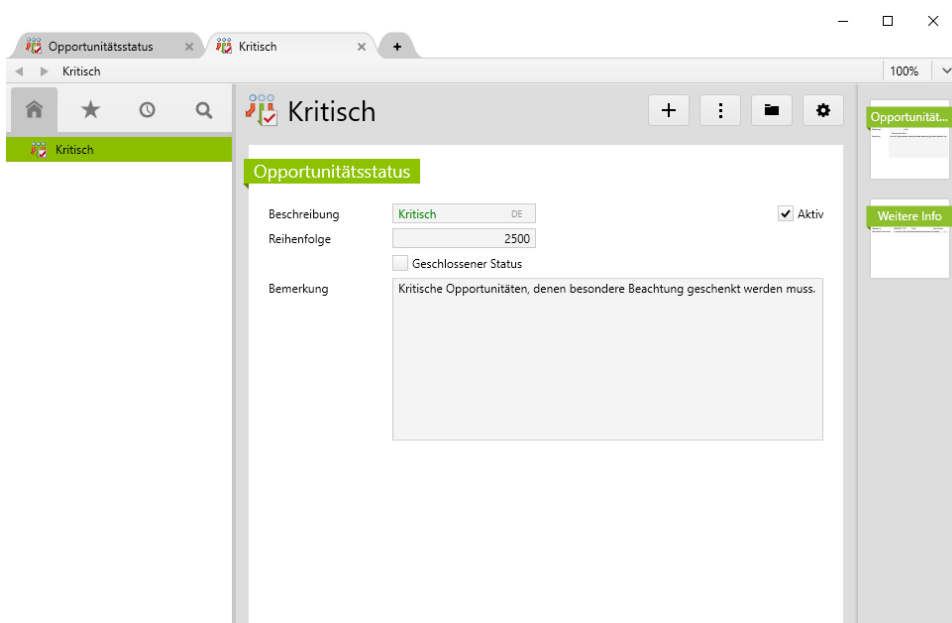 Opportunitätsstatus
Kritisch
Kritisch
100%
Kritisch
Kritisch
Opportunitätsstatus
Beschreibung
Kritisch DE
Aktiv
Reihenfolge
2500
Geschlossener Status
Bemerkung
Kritische Opportunitäten, denen besondere Beachtung geschenkt werden muss.
Opportunität...
Weitere Info